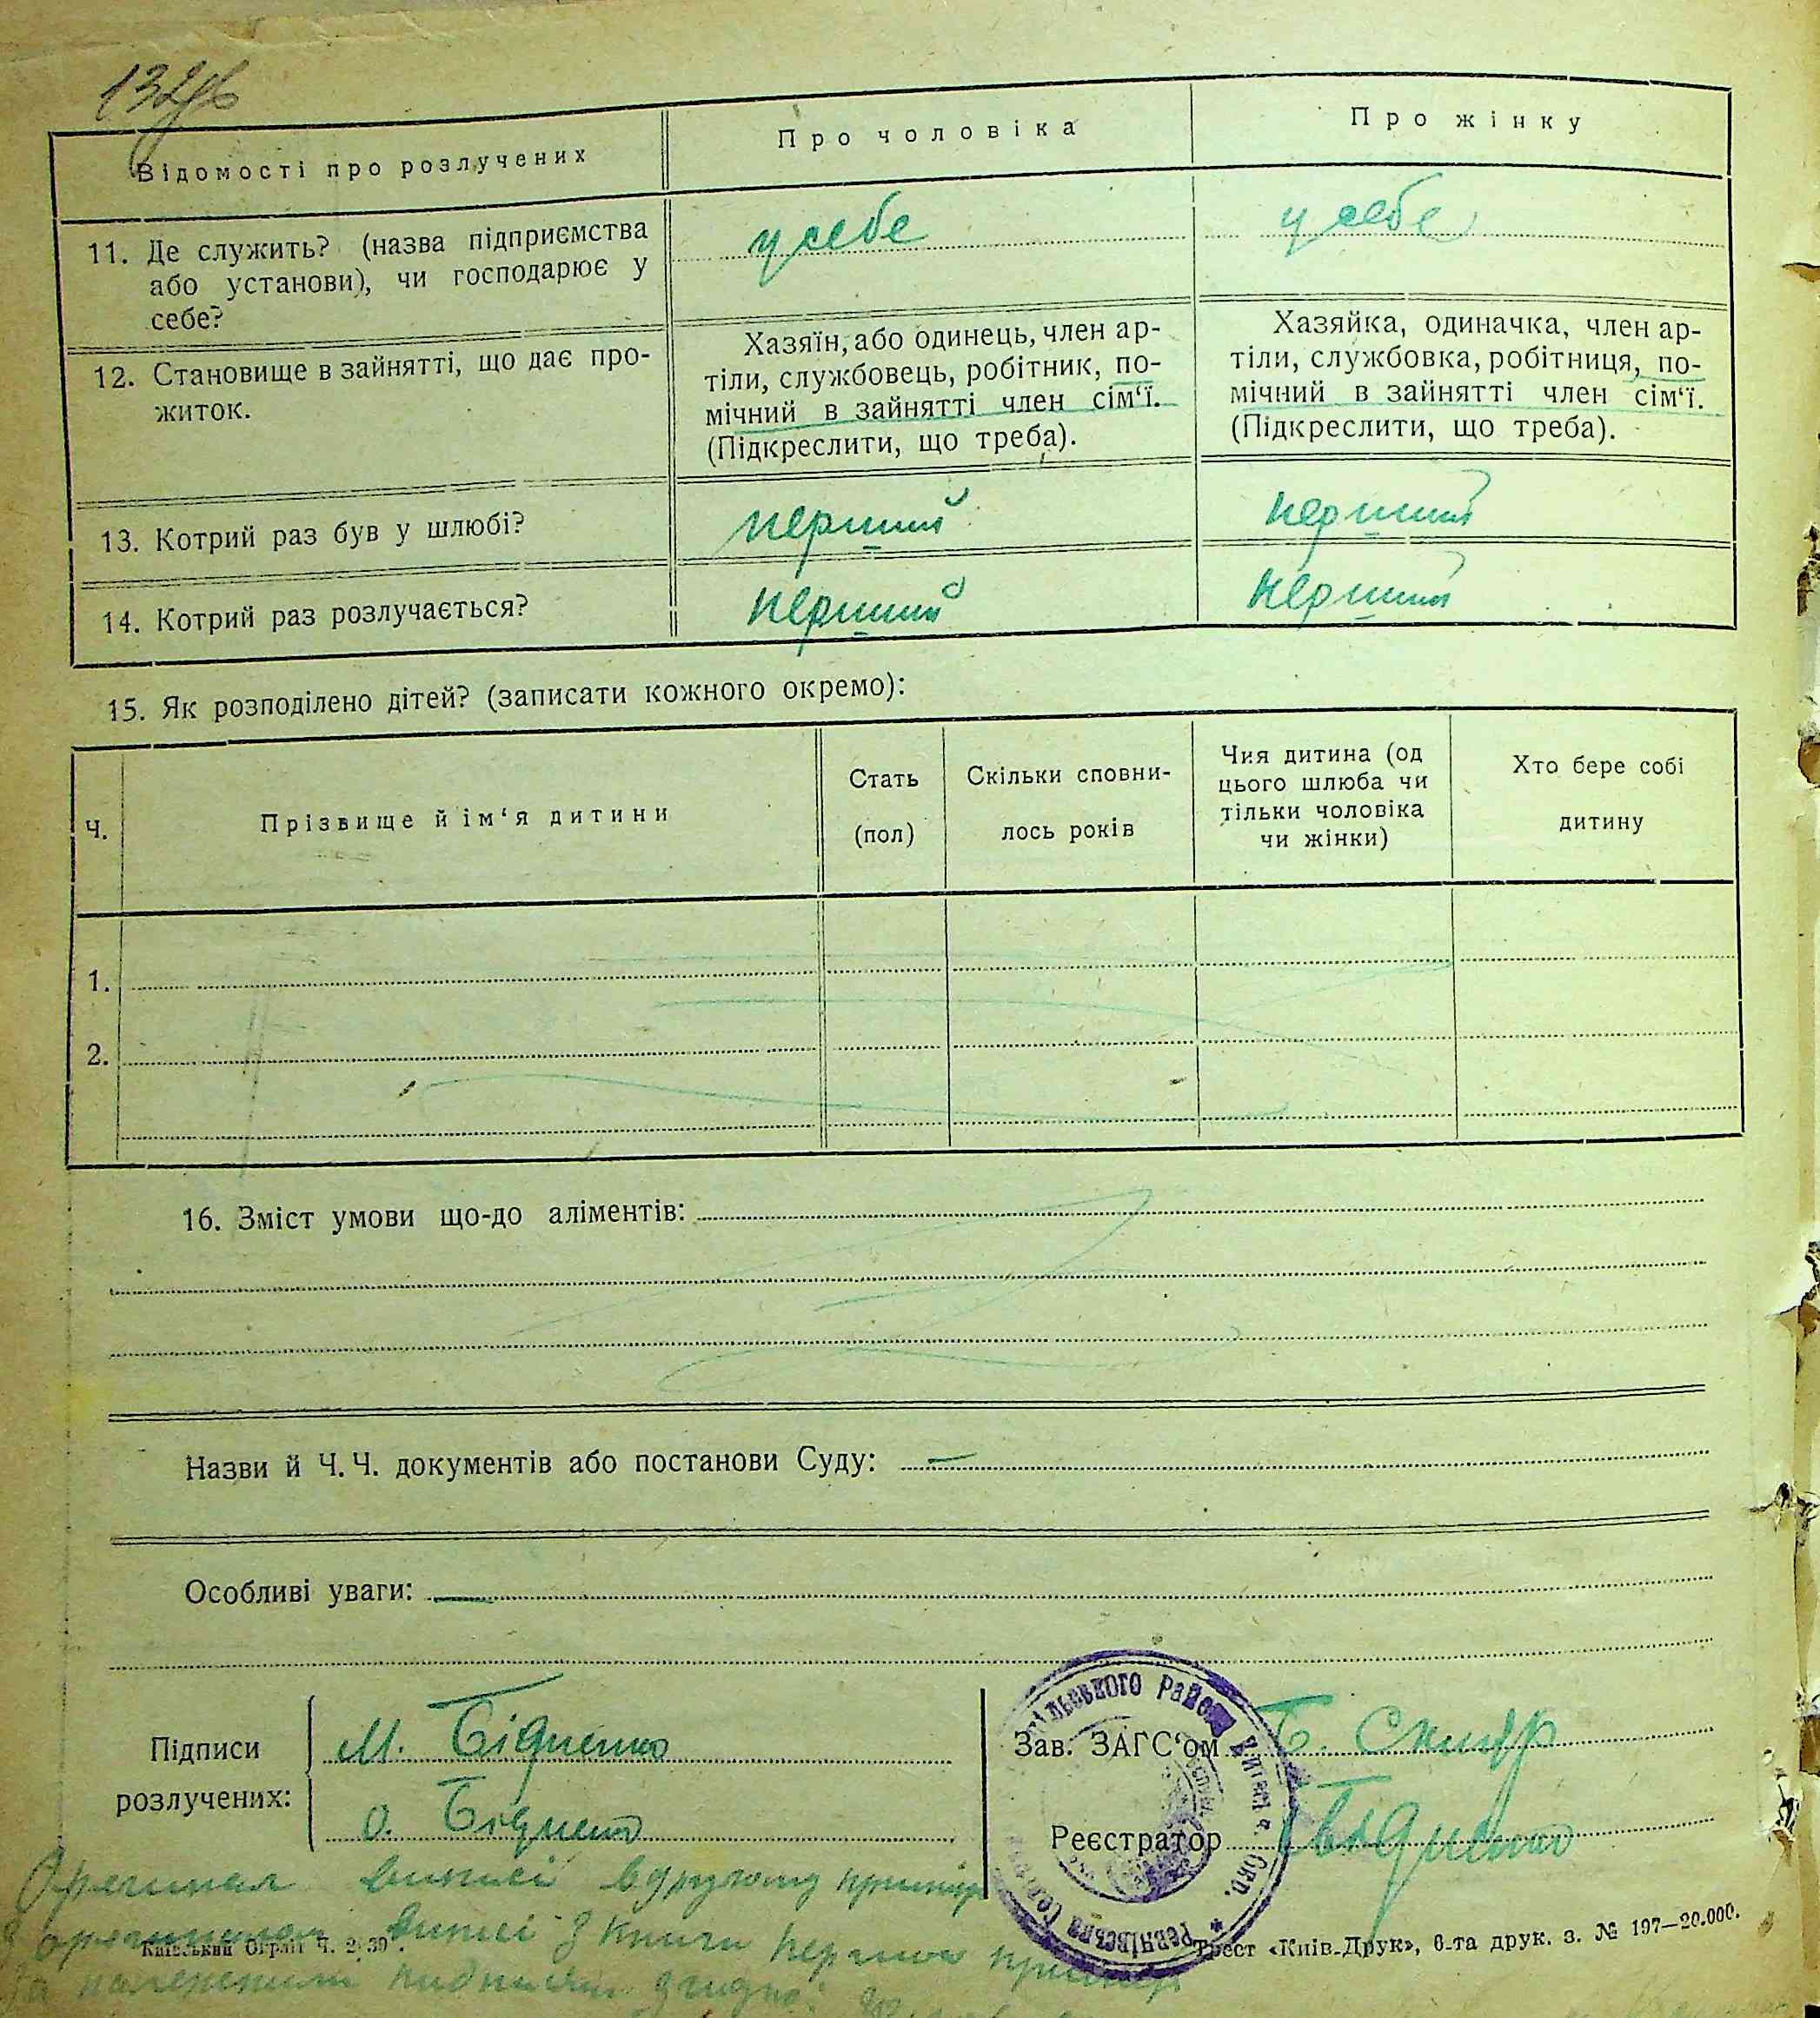 Відомості про розлучених
Про чоловіка
Про жінку
11. Де служить? (назва підприємства
або установи), чи господарює у
себе?
у себе
у себе
12. Становище в зайнятті, що дає про-
житок.
Хазяїн, або одинець, член ар-
тіли, службовець, робітник, по-
мічний в зайнятті член сім‘ї.
(Підкреслити, що треба).
Хазяйка, одиначка, член ар-
тіли, службовка, робітниця, по-
мічний в зайнятті член сім‘ї.
(Підкреслити, що треба).
13. Котрий раз був у шлюбі?
перший
перший
14. Котрий раз розлучається?
перший
перший
15. Як розподілено дітей? (записати кожного окремо):
Ч.
Прізвище й ім‘я дитини
Стать
(пол)
Скільки сповни-
лось років
Чия дитина (од
цього шлюба чи
тільки чоловіка
чи жінки)
Хто бере собі
дитину
1.
2.
16. Зміст умови що-до аліментів:
Назви й Ч. Ч. документів або постанови Суду: —
Особливі уваги: —
Підписи
розлучених:
М. Бідненко
О. Бідненко
Зав. ЗАГС‘ом
Реєстратор
Київський Окрліт Ч.
Трест «Київ-Друк», 6-та друк. з. № 197—20.000.